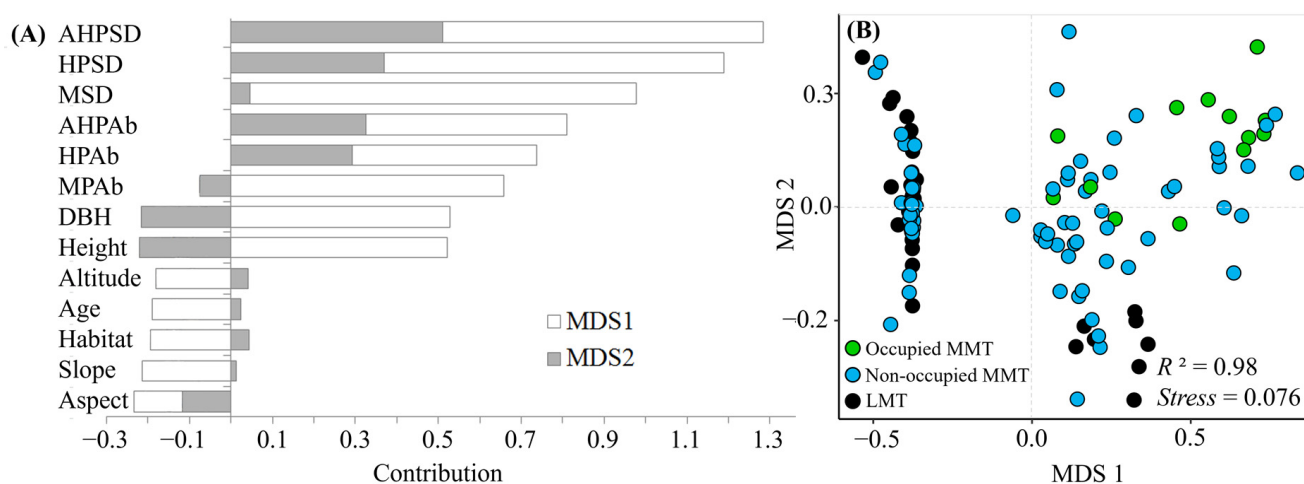 (A)
AHPSD
HPSD
MSD
AHPAb
HPAb
MPAb
DBH
Height
Altitude
Age
Habitat
Slope
Aspect
MDS1
MDS2
−0.3 −0.1 0.1 0.3 0.5 0.7 0.9 1.1 1.3
Contribution
(B)
MDS 2
0.3
0.0
−0.2
Occupied MMT
Non-occupied MMT
LMT
R² = 0.98
Stress = 0.076
−0.5 0.0 0.5
MDS 1